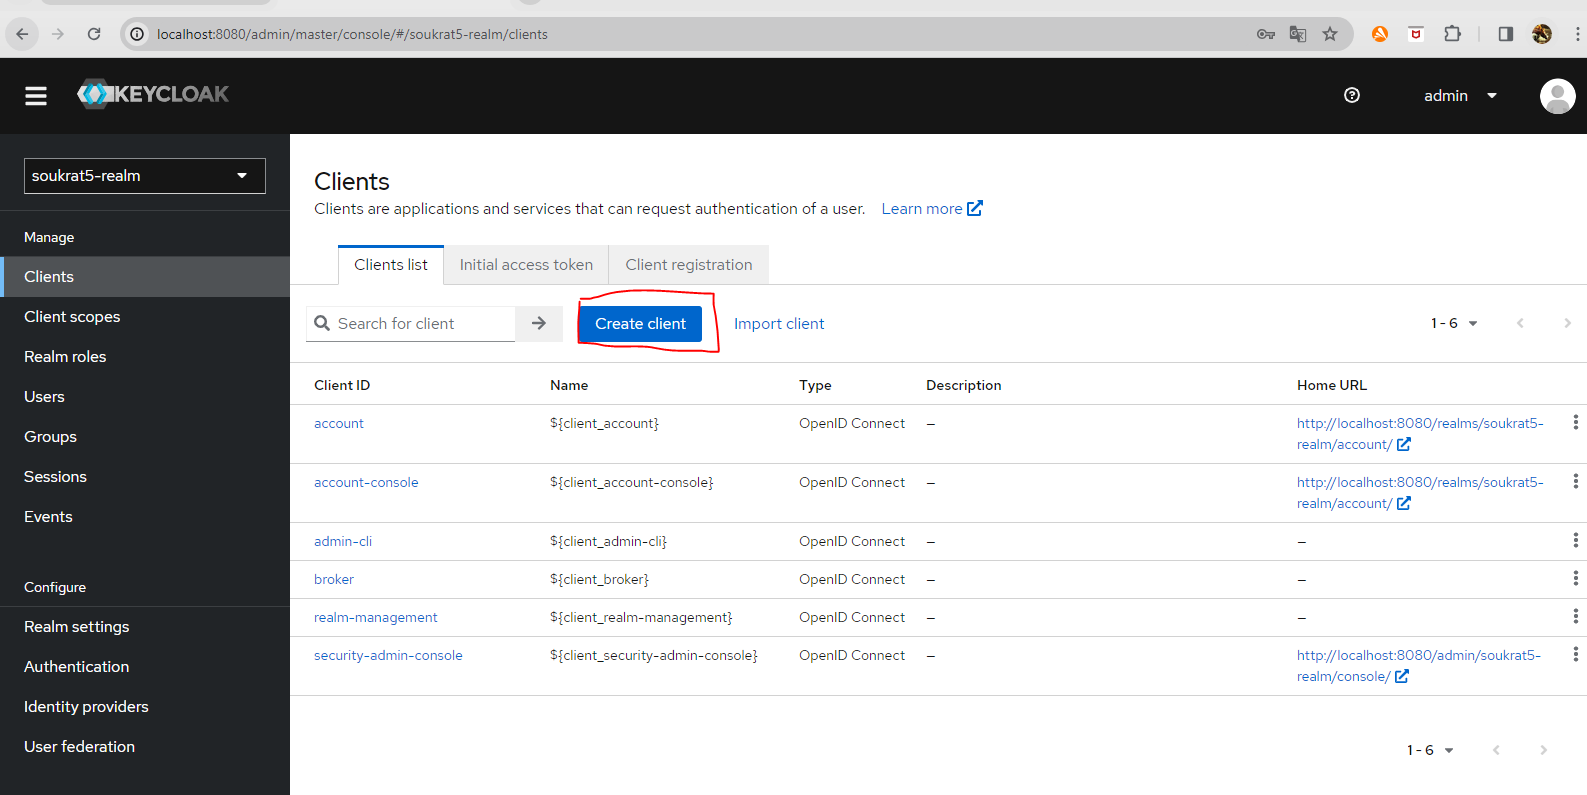 localhost:8080/admin/master/console/#/soukrat5-realm/clients
KEYCLOAK
admin
soukrat5-realm
Manage
Clients
Client scopes
Realm roles
Users
Groups
Sessions
Events
Configure
Realm settings
Authentication
Identity providers
User federation
Clients
Clients are applications and services that can request authentication of a user. Learn more
Clients list Initial access token Client registration
Search for client Create client Import client 1 - 6
Client ID Name Type Description Home URL
account ${client_account} OpenID Connect – http://localhost:8080/realms/soukrat5-
realm/account/
account-console ${client_account-console} OpenID Connect – http://localhost:8080/realms/soukrat5-
realm/account/
admin-cli ${client_admin-cli} OpenID Connect – –
broker ${client_broker} OpenID Connect – –
realm-management ${client_realm-management} OpenID Connect – –
security-admin-console ${client_security-admin-console} OpenID Connect – http://localhost:8080/admin/soukrat5-
realm/console/
1 - 6